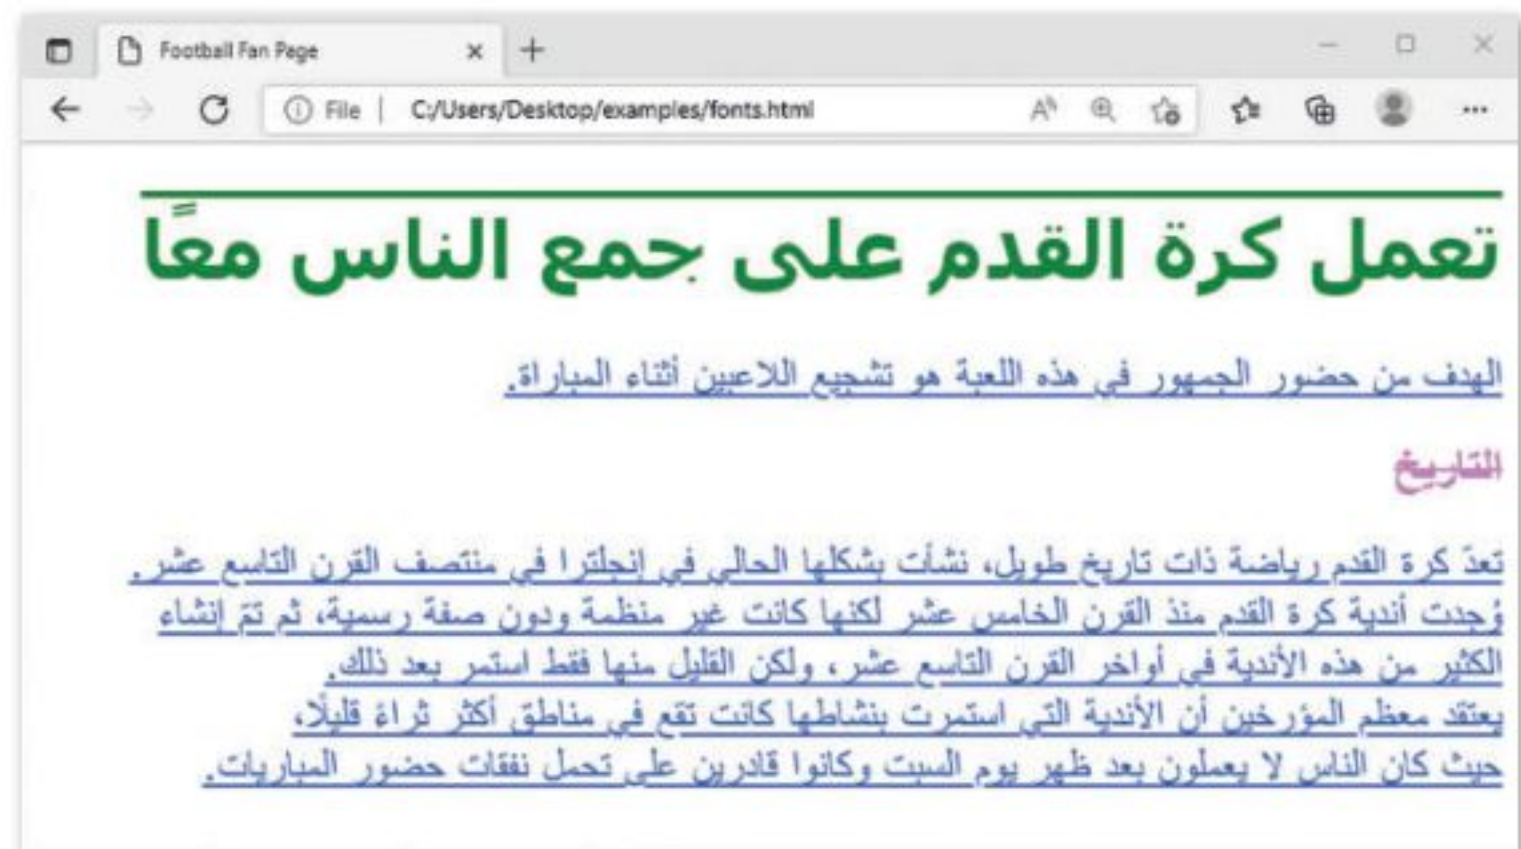 Football Fan Page
File | C:/Users/Desktop/examples/fonts.html
تعمل كرة القدم على جمع الناس معًا
الهدف من حضور الجمهور في هذه اللعبة هو تشجيع اللاعبين أثناء المباراة.
التاريخ
تعدّ كرة القدم رياضة ذات تاريخ طويل، نشأت بشكلها الحالي في إنجلترا في منتصف القرن التاسع عشر.
وُجدت أندية كرة القدم منذ القرن الخامس عشر لكنها كانت غير منظمة ودون صفة رسمية، ثم تمّ إنشاء
الكثير من هذه الأندية في أواخر القرن التاسع عشر، ولكن القليل منها فقط استمر بعد ذلك.
يعتقد معظم المؤرخين أن الأندية التي استمرت بنشاطها كانت تقع في مناطق أكثر ثراءً قليلًا،
حيث كان الناس لا يعملون بعد ظهر يوم السبت وكانوا قادرين على تحمل نفقات حضور المباريات.